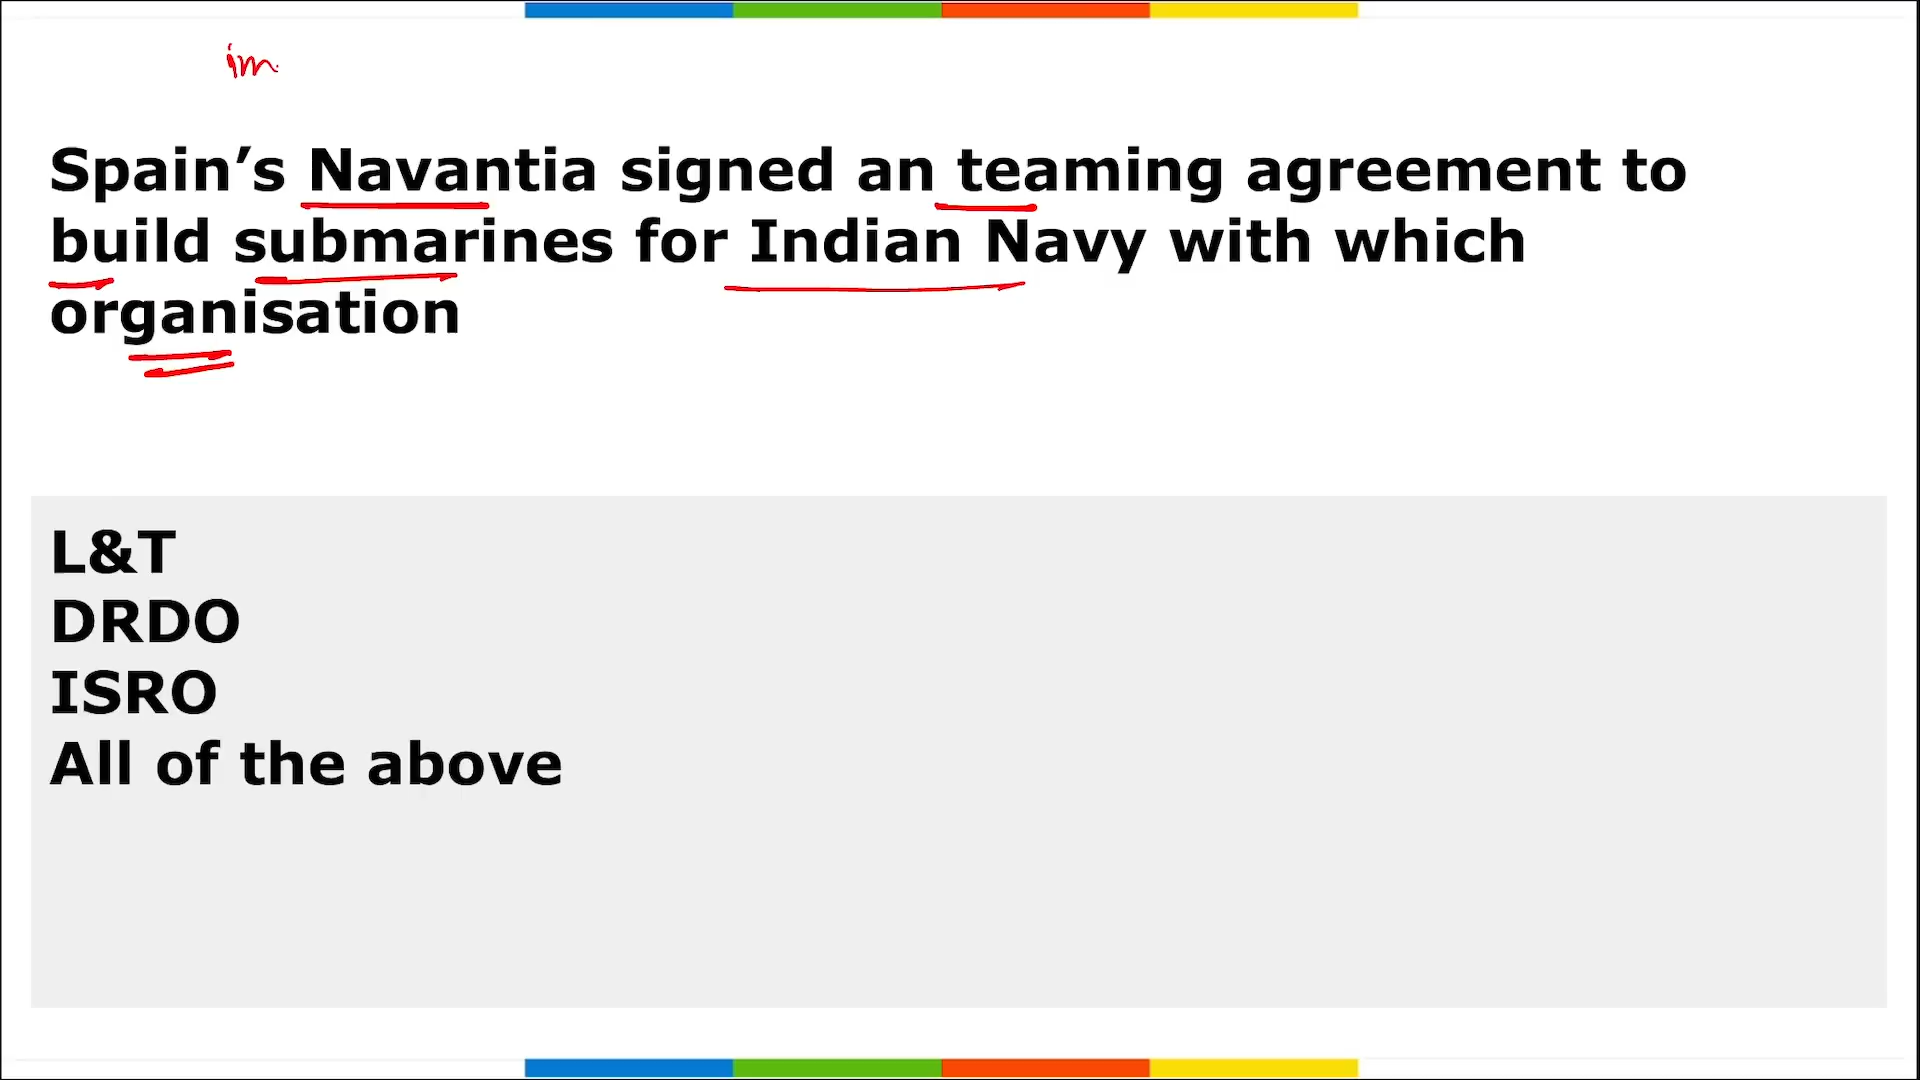 im
Spain’s Navantia signed an teaming agreement to
build submarines for Indian Navy with which
organisation
L&T
DRDO
ISRO
All of the above